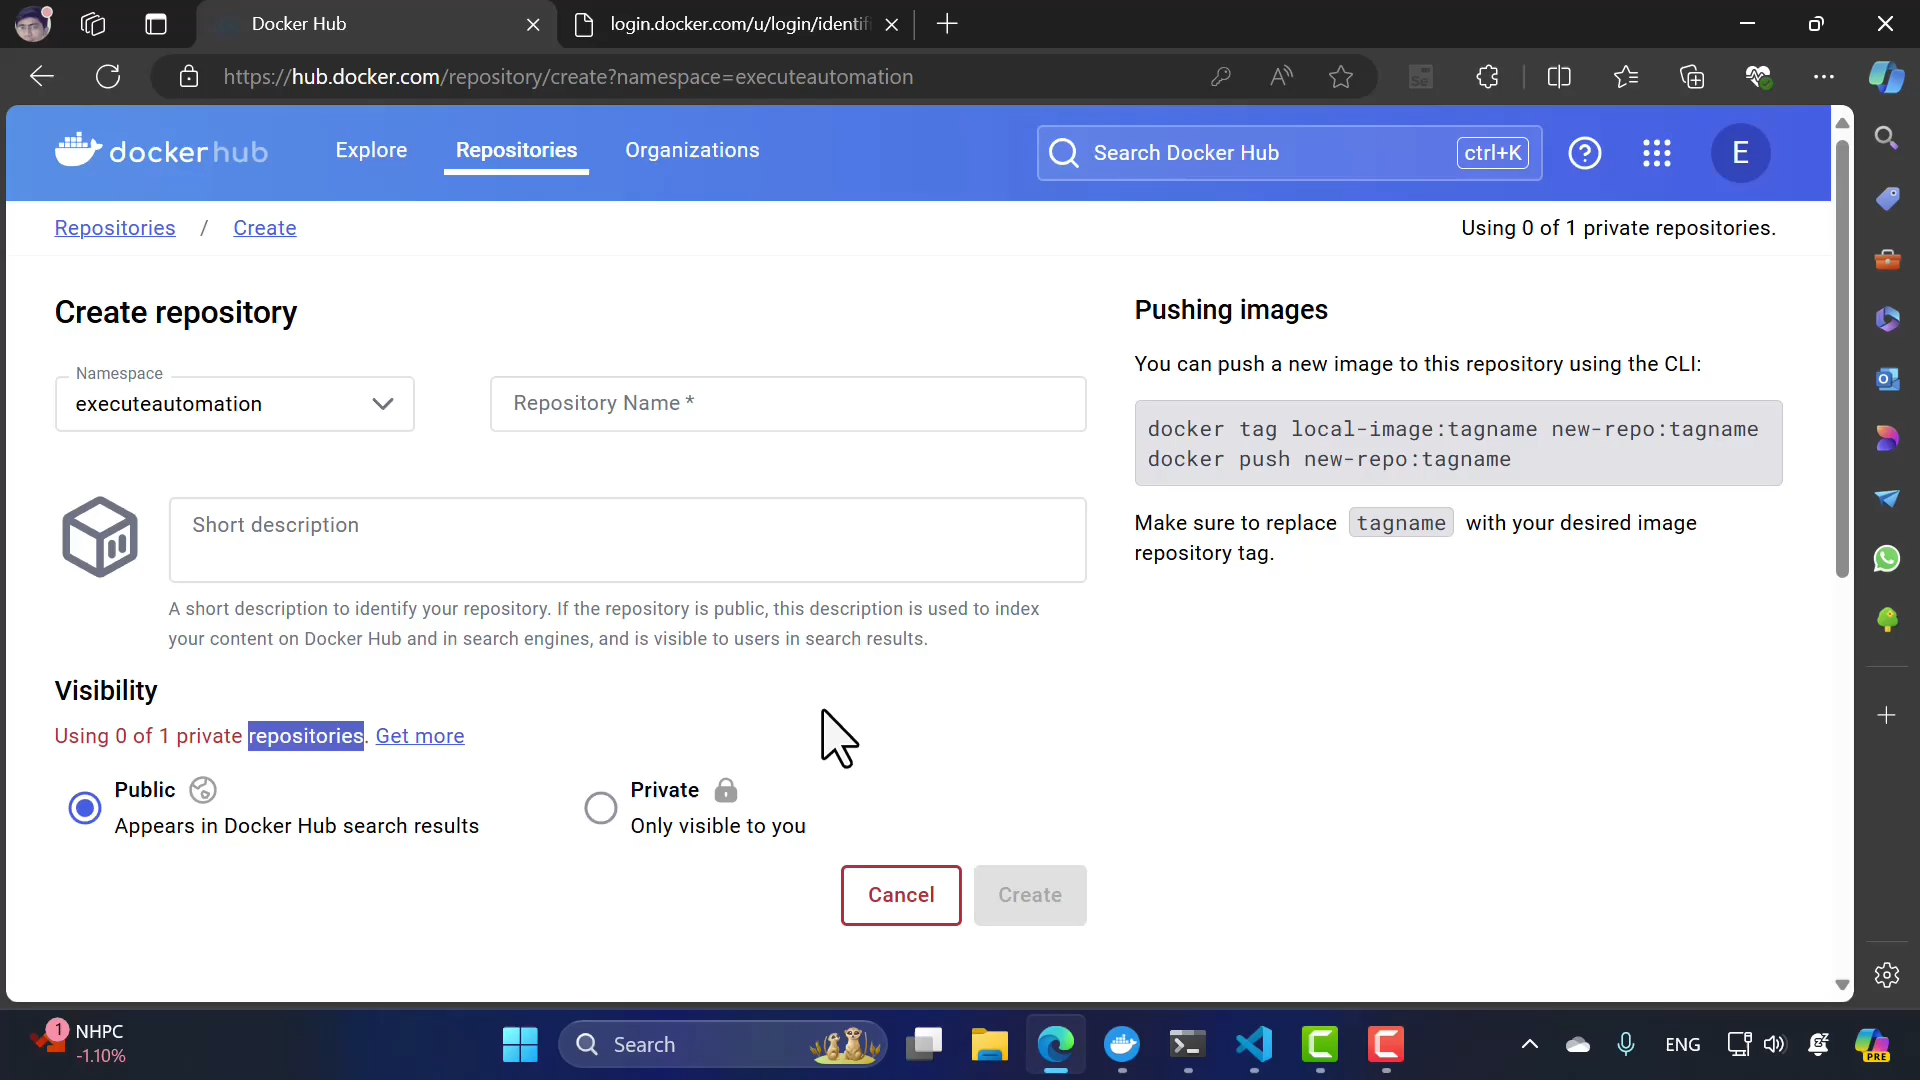 Docker Hub
login.docker.com/u/login/identifi
https://hub.docker.com/repository/create?namespace=executeautomation
docker hub
Explore
Repositories
Organizations
Search Docker Hub
ctrl+K
E
Repositories / Create
Using 0 of 1 private repositories.
Create repository
Namespace
executeautomation
Repository Name *
Short description
A short description to identify your repository. If the repository is public, this description is used to index
your content on Docker Hub and in search engines, and is visible to users in search results.
Visibility
Using 0 of 1 private repositories. Get more
Public
Appears in Docker Hub search results
Private
Only visible to you
Cancel
Create
Pushing images
You can push a new image to this repository using the CLI:
docker tag local-image:tagname new-repo:tagname
docker push new-repo:tagname
Make sure to replace tagname with your desired image
repository tag.
1
NHPC
-1.10%
Search
ENG
PRE